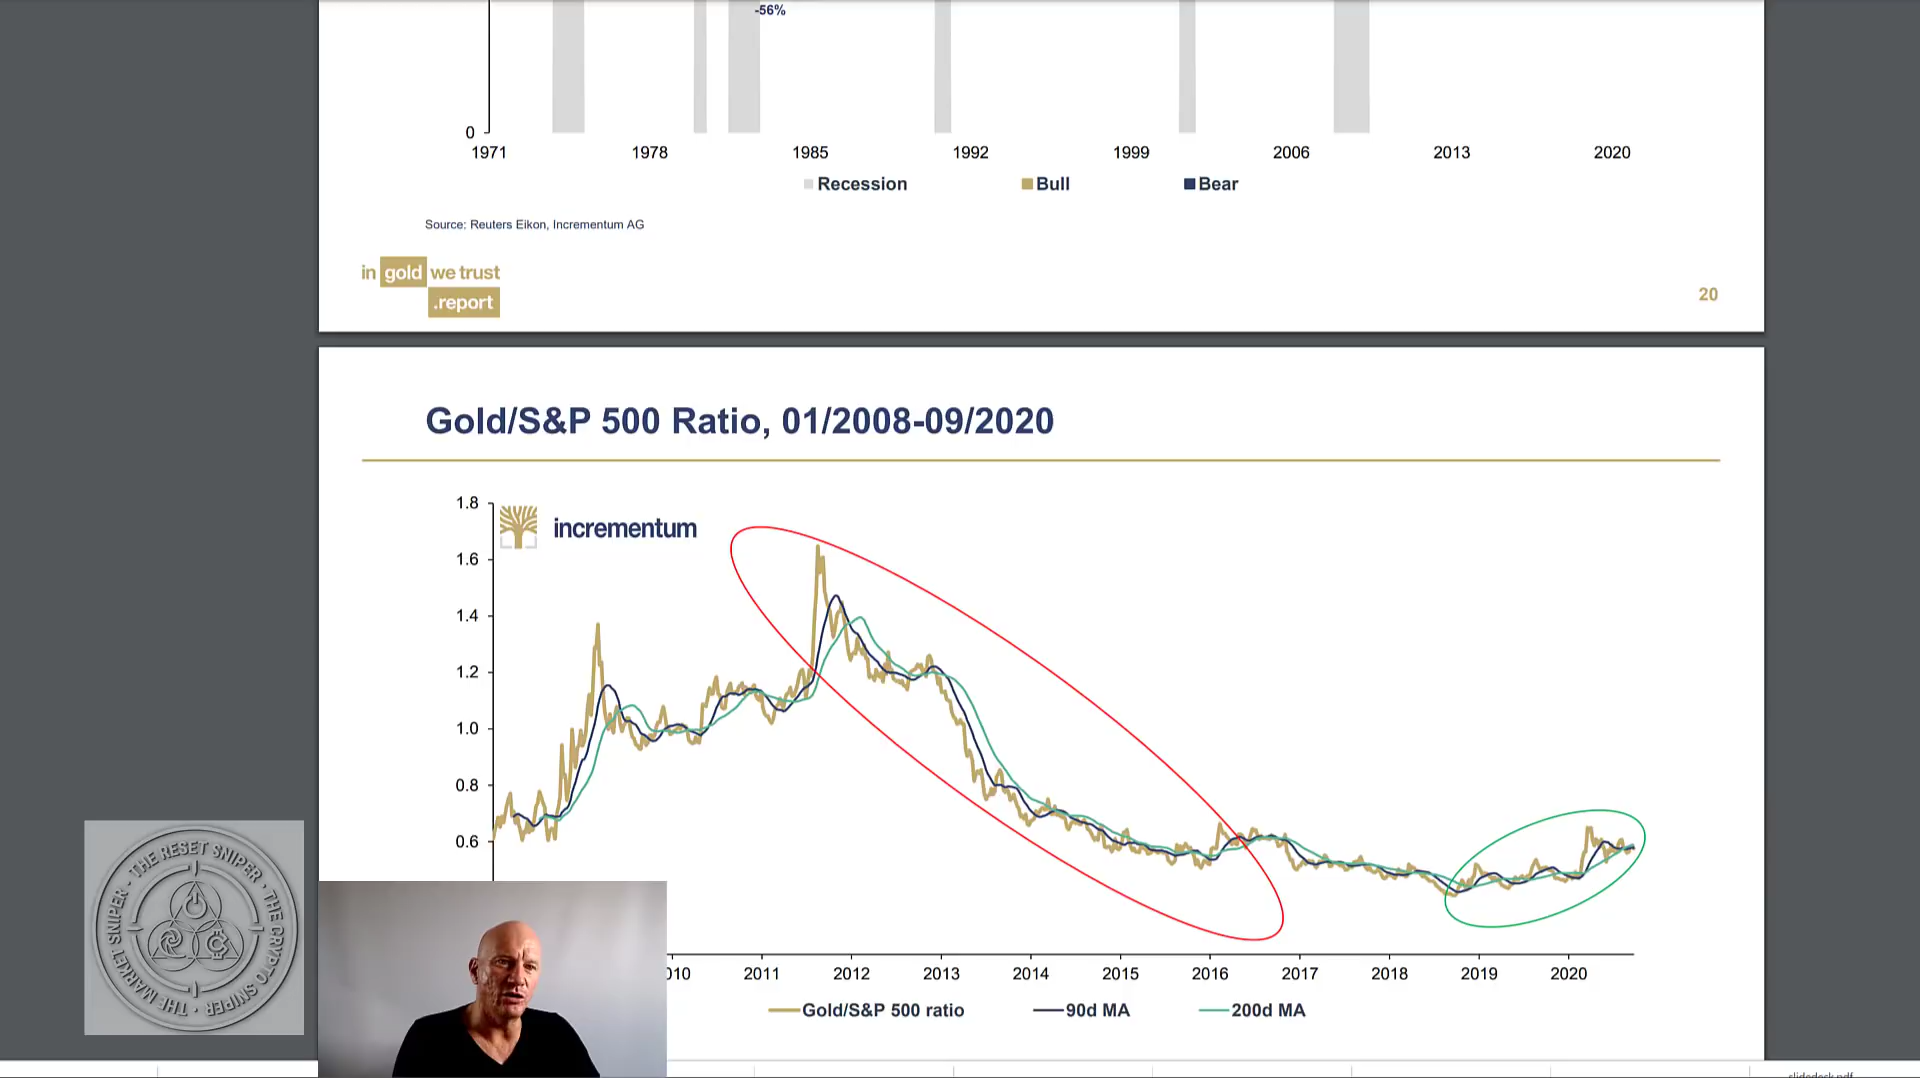 -56%
0
1971 1978 1985 1992 1999 2006 2013 2020
Recession Bull Bear
Source: Reuters Eikon, Incrementum AG
in gold we trust
.report
20
Gold/S&P 500 Ratio, 01/2008-09/2020
1.8
incrementum
1.6
1.4
1.2
1.0
0.8
0.6
010 2011 2012 2013 2014 2015 2016 2017 2018 2019 2020
Gold/S&P 500 ratio 90d MA 200d MA
THE RESET SNIPER • THE CRYPTO SNIPER • THE MARKET SNIPER •
slidedeck.pdf